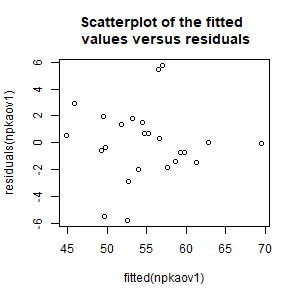 Scatterplot of the fitted
values versus residuals
residuals(npkaov1)
6
4
2
0
-2
-4
-6
45 50 55 60 65 70
fitted(npkaov1)